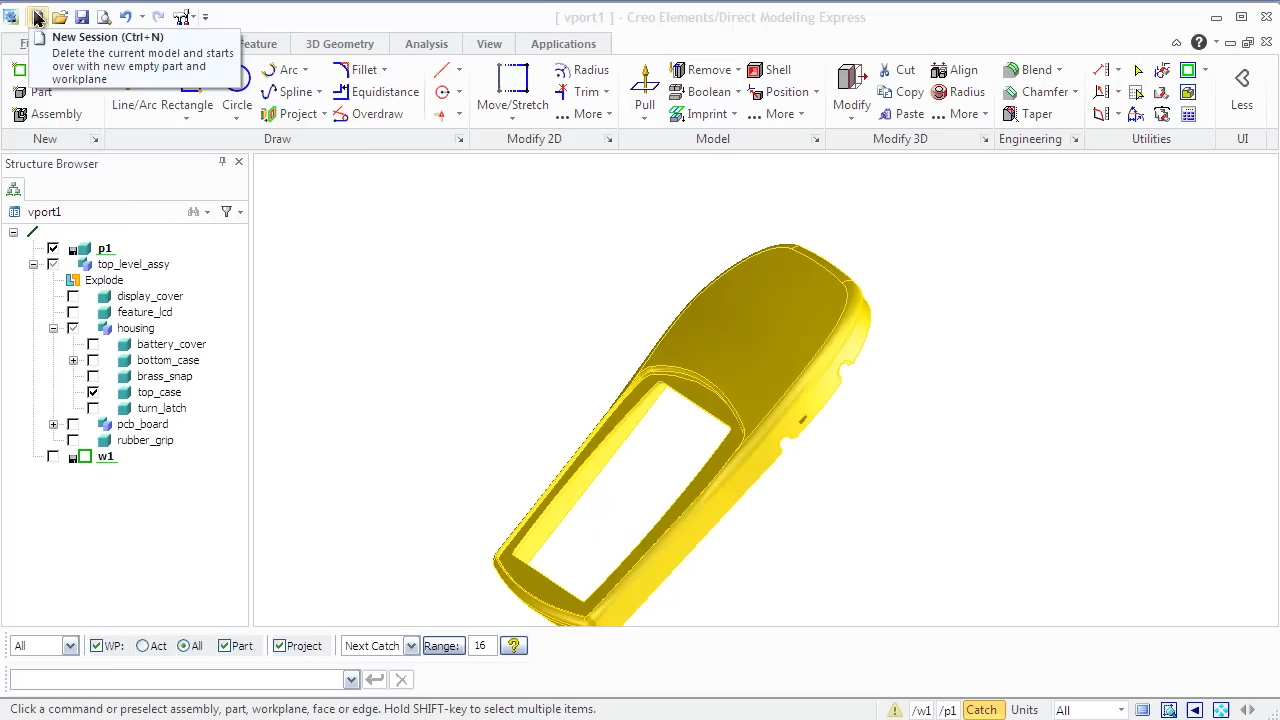 [ vport1 ] - Creo Elements/Direct Modeling Express
New Session (Ctrl+N)
Delete the current model and starts
over with new empty part and
workplane
Fi
eature
3D Geometry
Analysis
View
Applications
Part
Assembly
New
Line/Arc
Rectangle
Circle
Arc
Spline
Project
Fillet
Equidistance
Overdraw
Draw
Move/Stretch
Radius
Trim
More
Modify 2D
Pull
Remove
Boolean
Imprint
Shell
Position
More
Model
Modify
Cut
Copy
Paste
Align
Radius
More
Modify 3D
Blend
Chamfer
Taper
Engineering
Utilities
Less
UI
Structure Browser
vport1
p1
top_level_assy
Explode
display_cover
feature_lcd
housing
battery_cover
bottom_case
brass_snap
top_case
turn_latch
pcb_board
rubber_grip
w1
All
WP:
Act
All
Part
Project
Next Catch
Range:
16
Click a command or preselect assembly, part, workplane, face or edge. Hold SHIFT-key to select multiple items.
/w1
/p1
Catch
Units
All